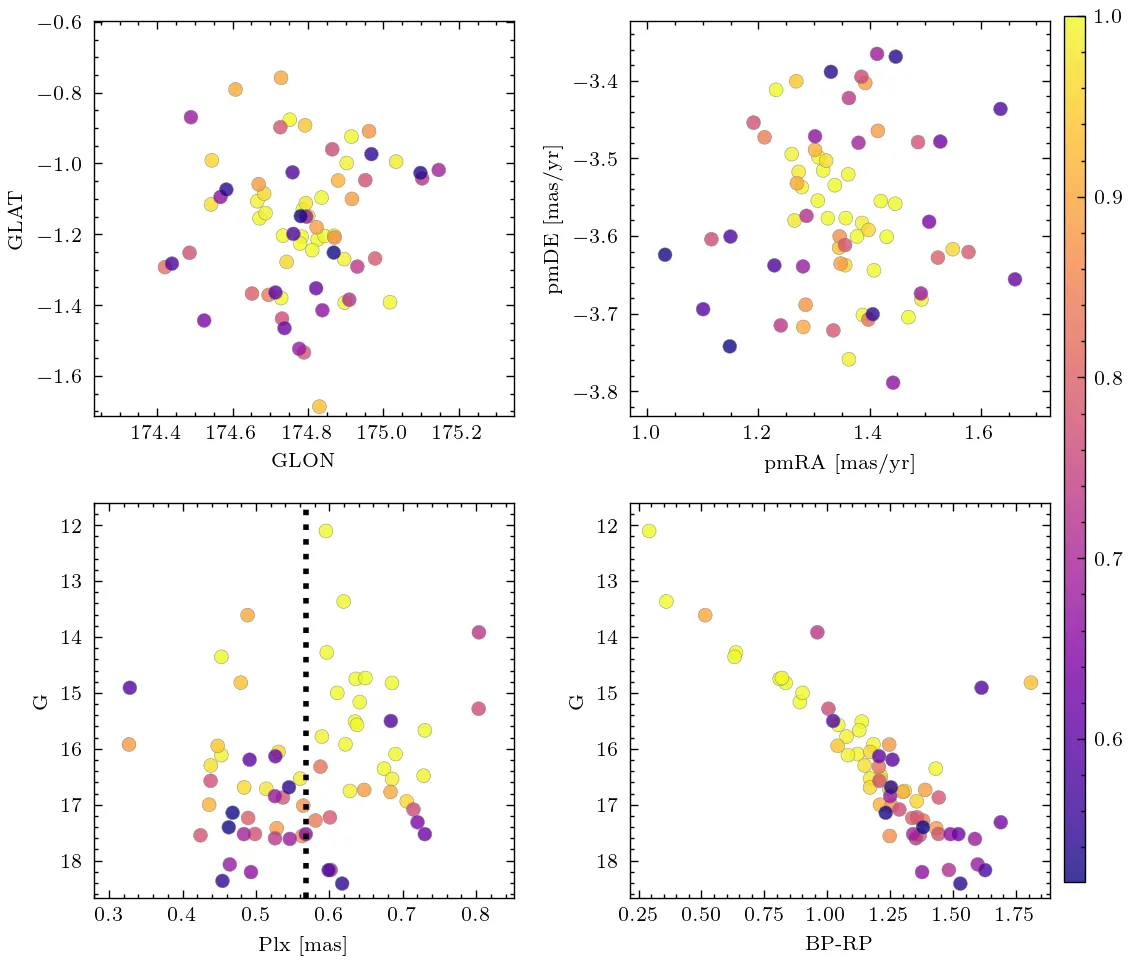 −0.6
−0.8
−1.0
−1.2
−1.4
−1.6
GLAT
174.4 174.6 174.8 175.0 175.2
GLON
−3.4
−3.5
−3.6
−3.7
−3.8
pmDE [mas/yr]
1.0 1.2 1.4 1.6
pmRA [mas/yr]
12
13
14
15
16
17
18
G
0.3 0.4 0.5 0.6 0.7 0.8
Plx [mas]
12
13
14
15
16
17
18
G
0.25 0.50 0.75 1.00 1.25 1.50 1.75
BP-RP
1.0
0.9
0.8
0.7
0.6